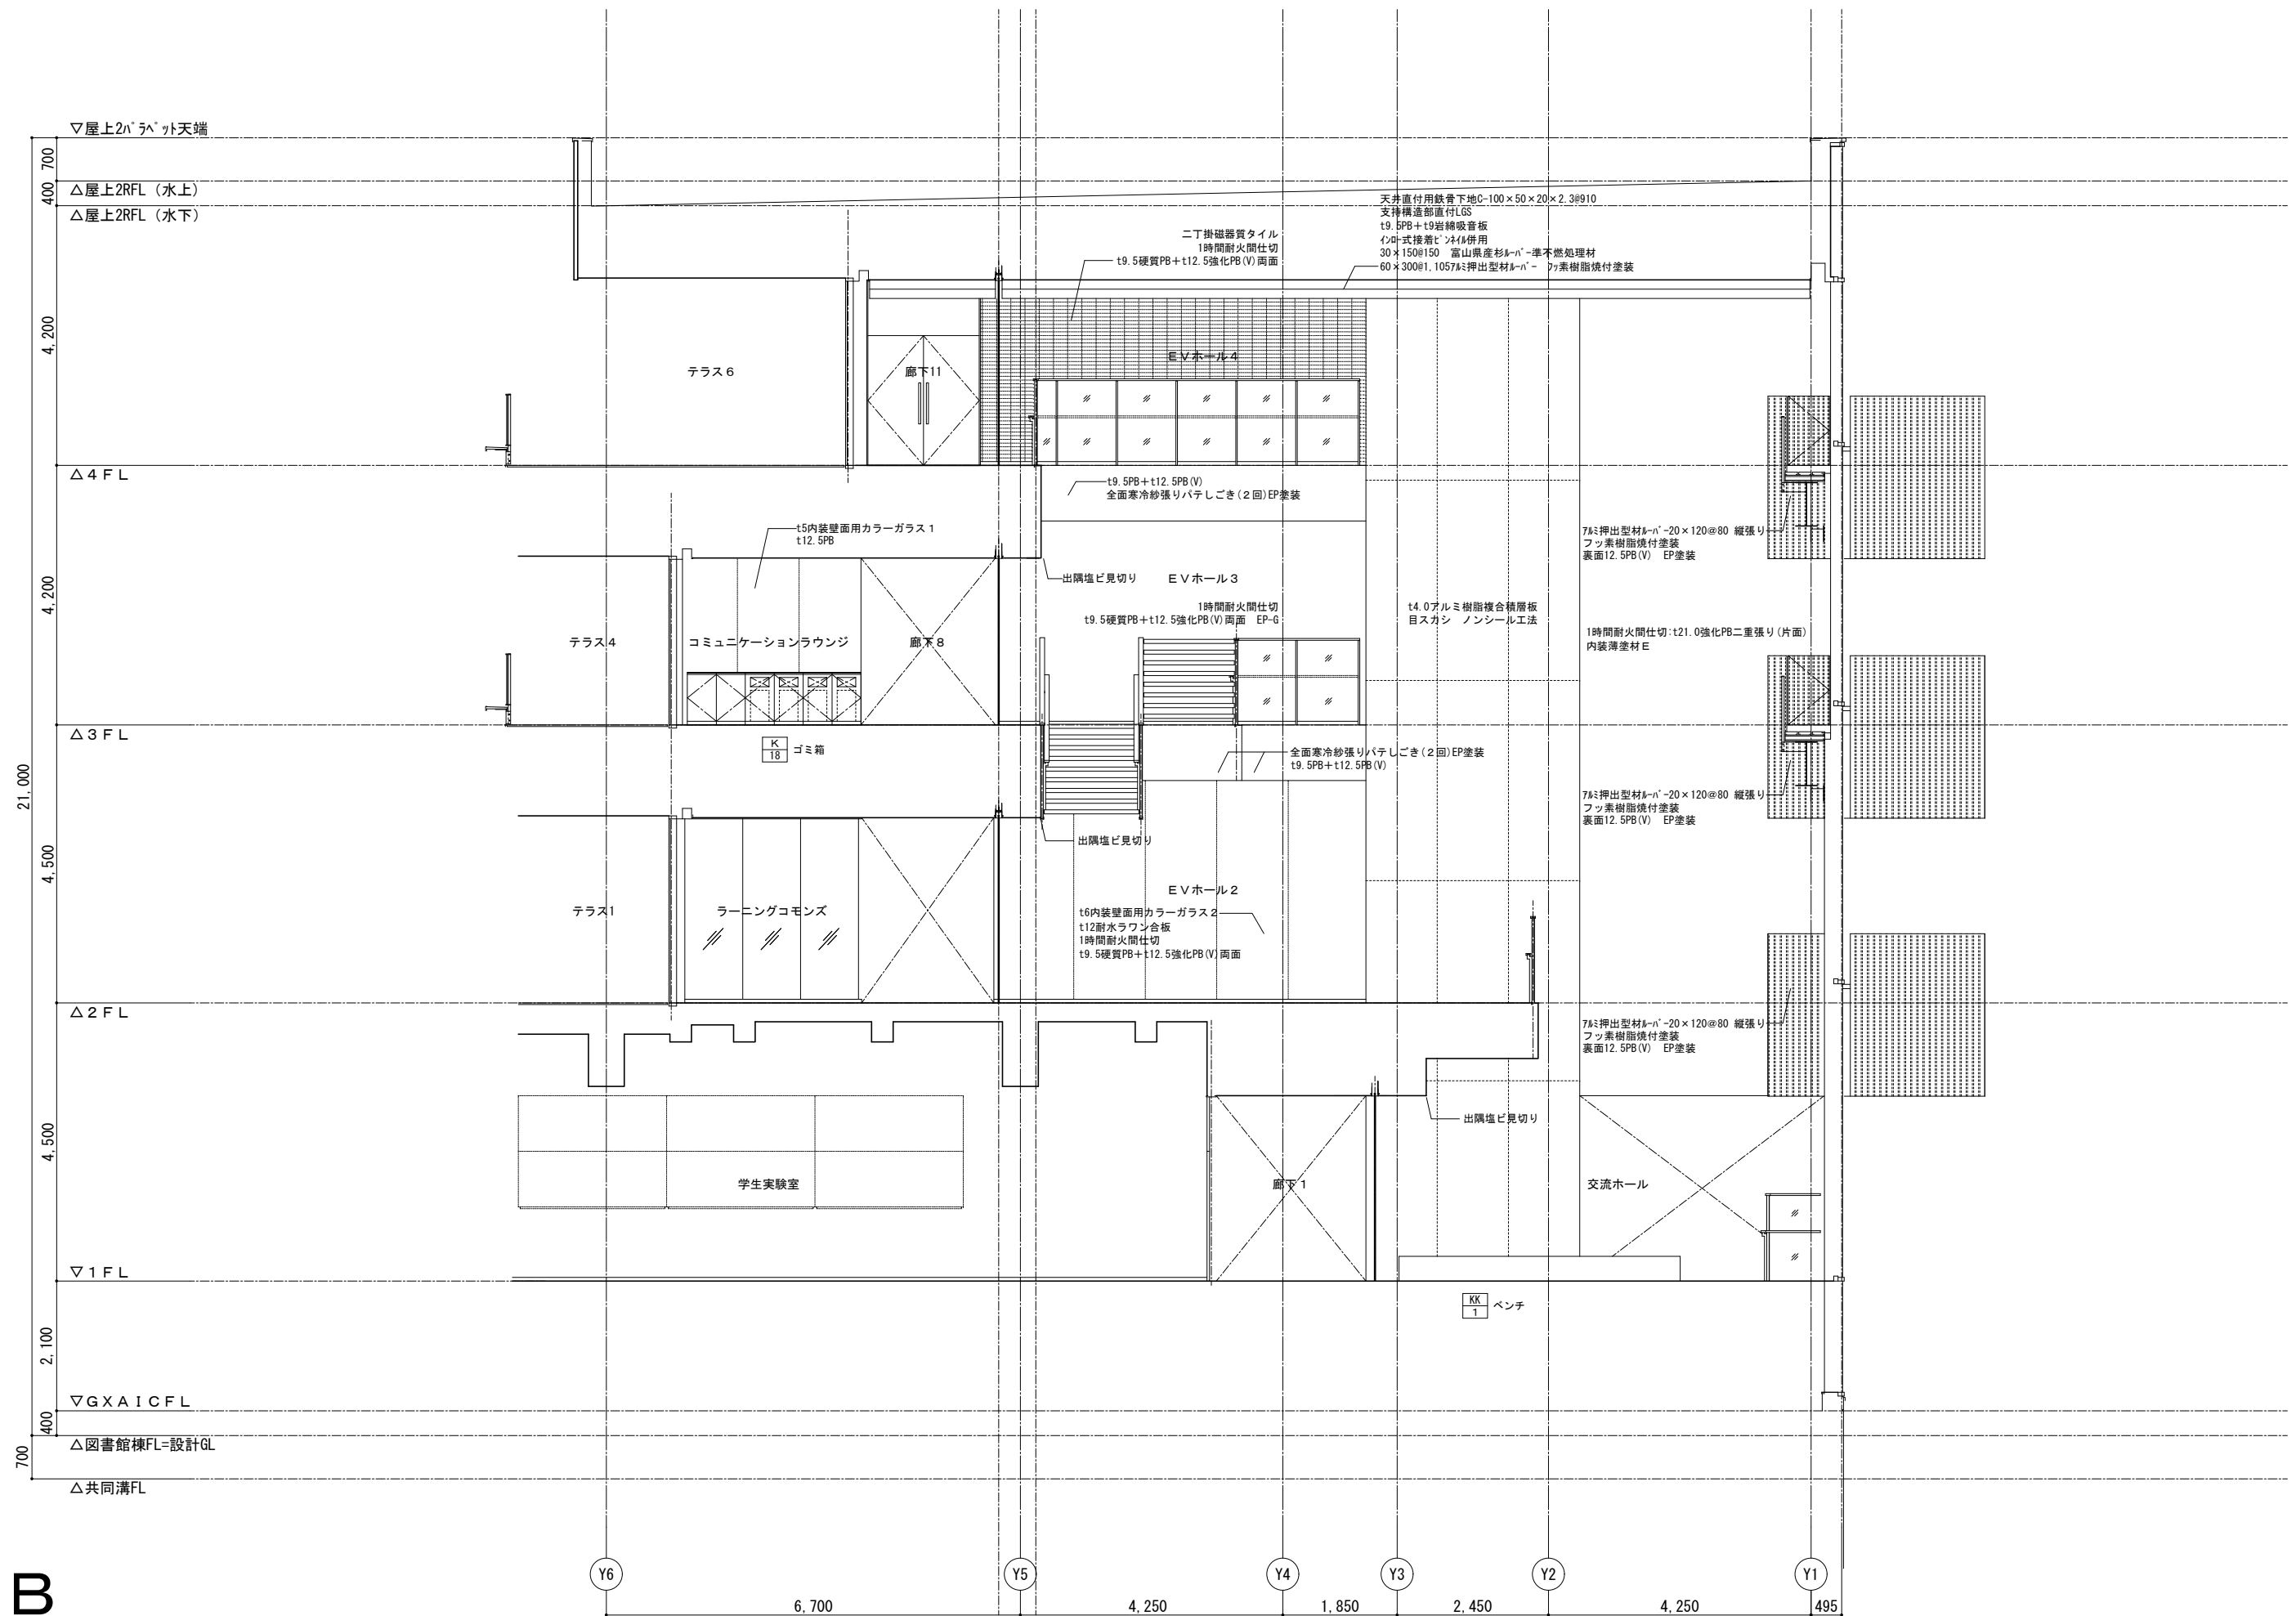 ▽屋上2ﾊﾟﾗﾍﾟｯﾄ天端
700
△屋上2RFL（水上）
400
△屋上2RFL（水下）
天井直付用鉄骨下地C-100×50×20×2.3@910
支持構造部直付LGS
t9.5PB＋t9岩綿吸音板
ｲﾝﾛｰ式接着ﾋﾟﾝﾈｲﾙ併用
30×150@150　富山県産杉ﾙｰﾊﾞｰ準不燃処理材
60×300@1,105ｱﾙﾐ押出型材ﾙｰﾊﾞｰ　ﾌｯ素樹脂焼付塗装
二丁掛磁器質タイル
1時間耐火間仕切
t9.5硬質PB＋t12.5強化PB(V)両面
4,200
テラス６
廊下11
ＥＶホール４
△４ＦＬ
t9.5PB＋t12.5PB(V)
全面寒冷紗張りパテしごき(２回)EP塗装
t5内装壁面用カラーガラス１
t12.5PB
ｱﾙﾐ押出型材ﾙｰﾊﾞｰ20×120@80 縦張り
フッ素樹脂焼付塗装
裏面12.5PB(V)　EP塗装
出隅塩ビ見切り
ＥＶホール３
4,200
1時間耐火間仕切
t9.5硬質PB＋t12.5強化PB(V)両面　EP-G
t4.0アルミ樹脂複合積層板
目スカシ　ノンシール工法
1時間耐火間仕切:t21.0強化PB二重張り(片面)
内装薄塗材Ｅ
テラス４
コミュニケーションラウンジ
廊下８
△３ＦＬ
K
18
ゴミ箱
全面寒冷紗張りパテしごき(２回)EP塗装
t9.5PB＋t12.5PB(V)
21,000
ｱﾙﾐ押出型材ﾙｰﾊﾞｰ20×120@80 縦張り
フッ素樹脂焼付塗装
裏面12.5PB(V)　EP塗装
出隅塩ビ見切り
4,500
ＥＶホール２
テラス1
ラーニングコモンズ
t6内装壁面用カラーガラス２
t12耐水ラワン合板
1時間耐火間仕切
t9.5硬質PB＋t12.5強化PB(V)両面
△２ＦＬ
ｱﾙﾐ押出型材ﾙｰﾊﾞｰ20×120@80 縦張り
フッ素樹脂焼付塗装
裏面12.5PB(V)　EP塗装
出隅塩ビ見切り
4,500
学生実験室
廊下１
交流ホール
▽１ＦＬ
KK
1
ベンチ
2,100
▽ＧＸＡＩＣＦＬ
400
△図書館棟FL=設計GL
700
△共同溝FL
Y6
Y5
Y4
Y3
Y2
Y1
B
6,700
4,250
1,850
2,450
4,250
495